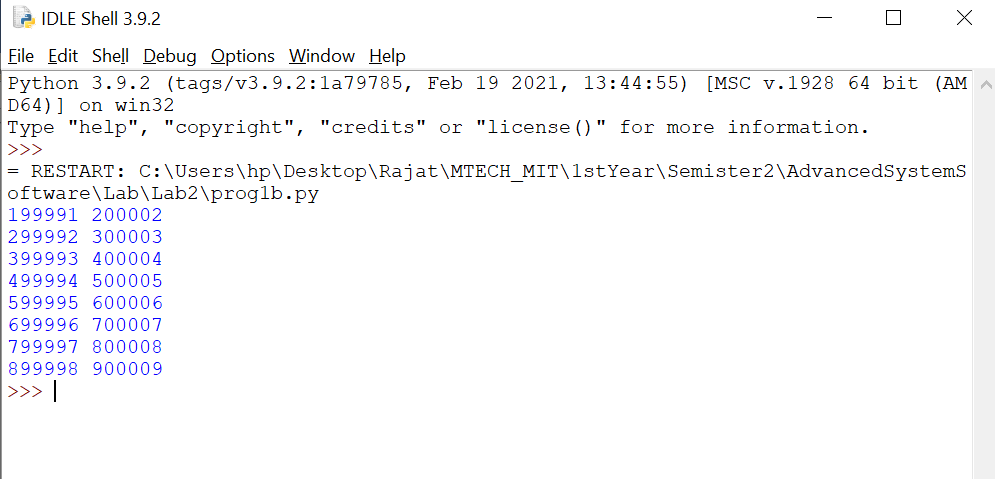 IDLE Shell 3.9.2
File Edit Shell Debug Options Window Help
Python 3.9.2 (tags/v3.9.2:1a79785, Feb 19 2021, 13:44:55) [MSC v.1928 64 bit (AM
D64)] on win32
Type "help", "copyright", "credits" or "license()" for more information.
>>>
= RESTART: C:\Users\hp\Desktop\Rajat\MTECH_MIT\1stYear\Semister2\AdvancedSystemS
oftware\Lab\Lab2\prog1b.py
199991 200002
299992 300003
399993 400004
499994 500005
599995 600006
699996 700007
799997 800008
899998 900009
>>>